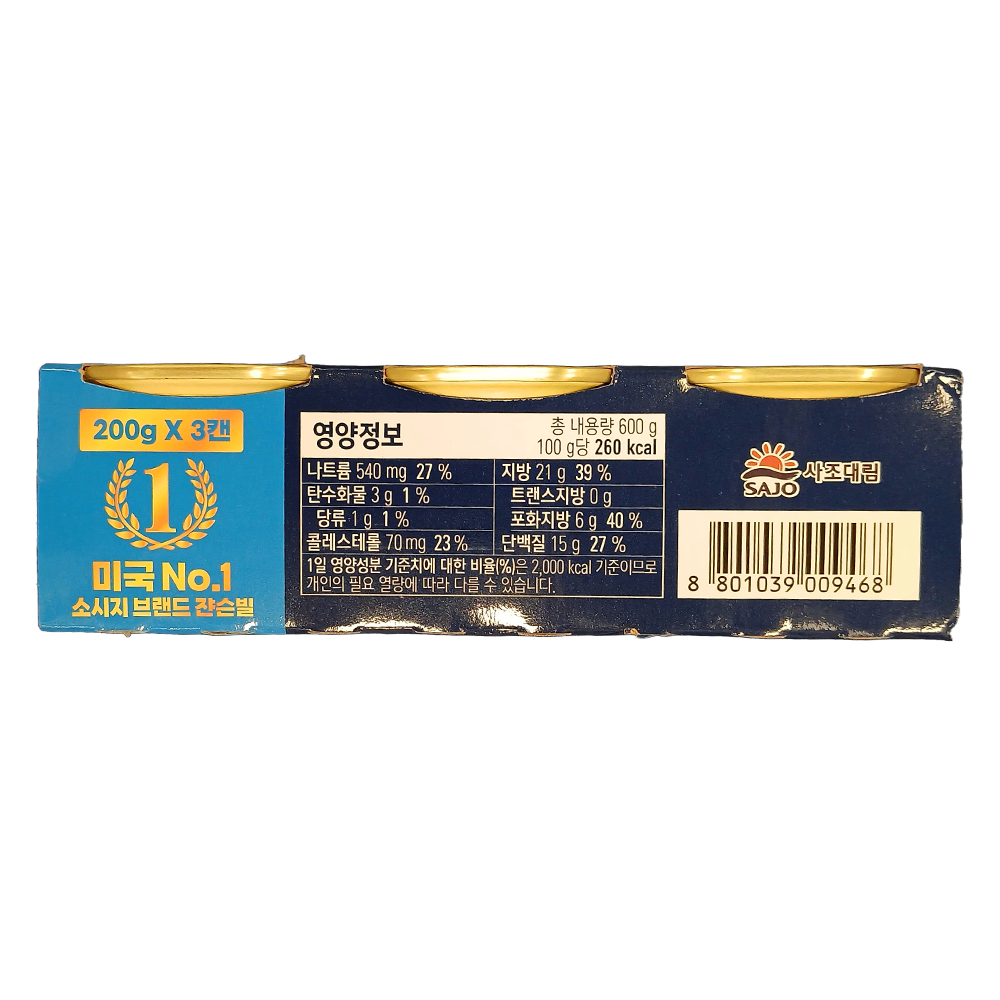 200g X 3캔
1
미국 No.1
소시지 브랜드 쟌슨빌
영양정보
총 내용량 600 g
100 g당 260 kcal
나트륨 540 mg 27 %
지방 21 g 39 %
탄수화물 3 g 1 %
트랜스지방 0 g
당류 1 g 1 %
포화지방 6 g 40 %
콜레스테롤 70 mg 23 %
단백질 15 g 27 %
1일 영양성분 기준치에 대한 비율(%)은 2,000 kcal 기준이므로
개인의 필요 열량에 따라 다를 수 있습니다.
SAJO 사조대림
8 801039 009468